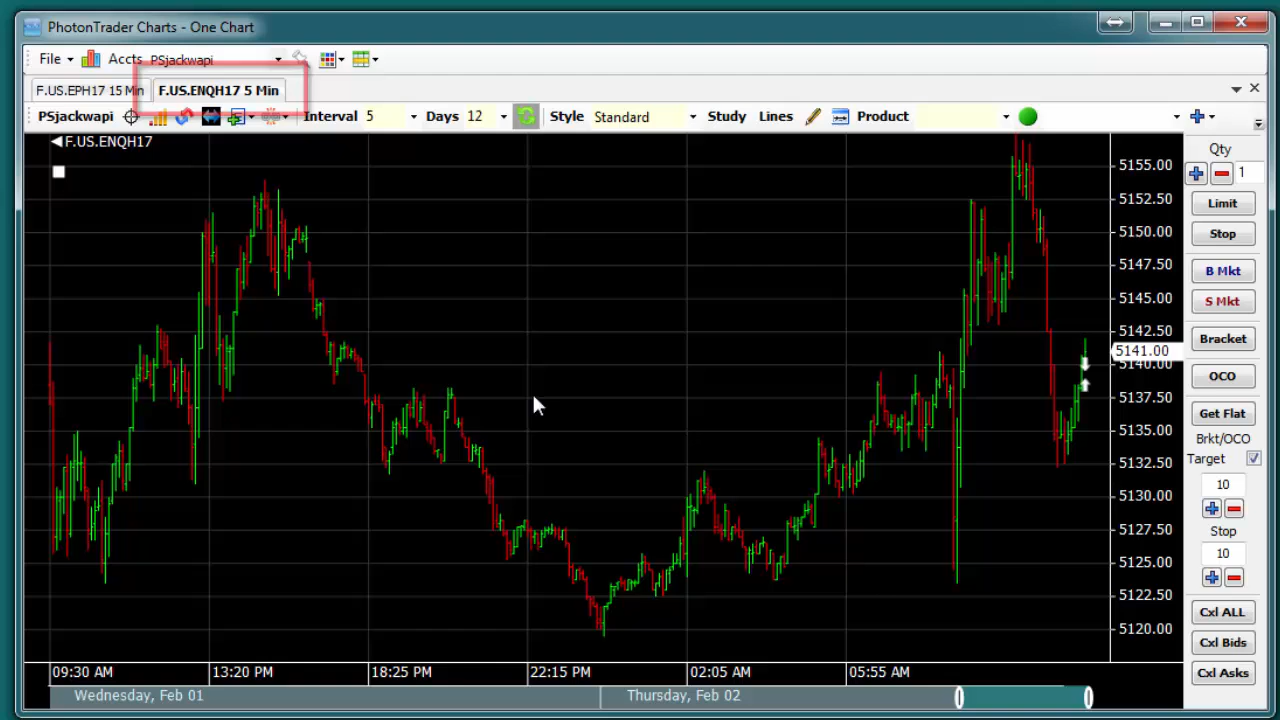 PhotonTrader Charts - One Chart
File Accts PSjackwapi
F.US.EPH17 15 Min F.US.ENQH17 5 Min
PSjackwapi Interval 5 Days 12 Style Standard Study Lines Product
F.US.ENQH17
5155.00
5152.50
5150.00
5147.50
5145.00
5142.50
5141.00
5140.00
5137.50
5135.00
5132.50
5130.00
5127.50
5125.00
5122.50
5120.00
09:30 AM 13:20 PM 18:25 PM 22:15 PM 02:05 AM 05:55 AM
Wednesday, Feb 01 Thursday, Feb 02
Qty
1
Limit
Stop
B Mkt
S Mkt
Bracket
OCO
Get Flat
Brkt/OCO
Target
10
Stop
10
Cxl ALL
Cxl Bids
Cxl Asks